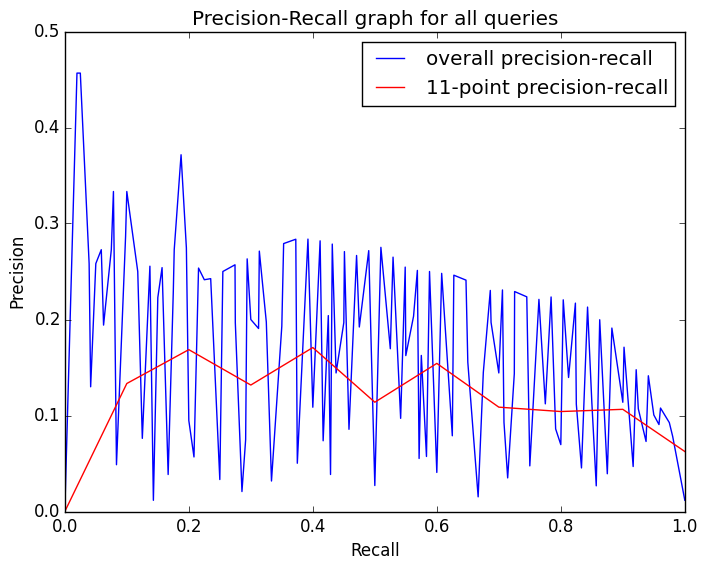 Precision-Recall graph for all queries
overall precision-recall
11-point precision-recall
0.5
0.4
0.3
0.2
0.1
0.0
Precision
0.0 0.2 0.4 0.6 0.8 1.0
Recall